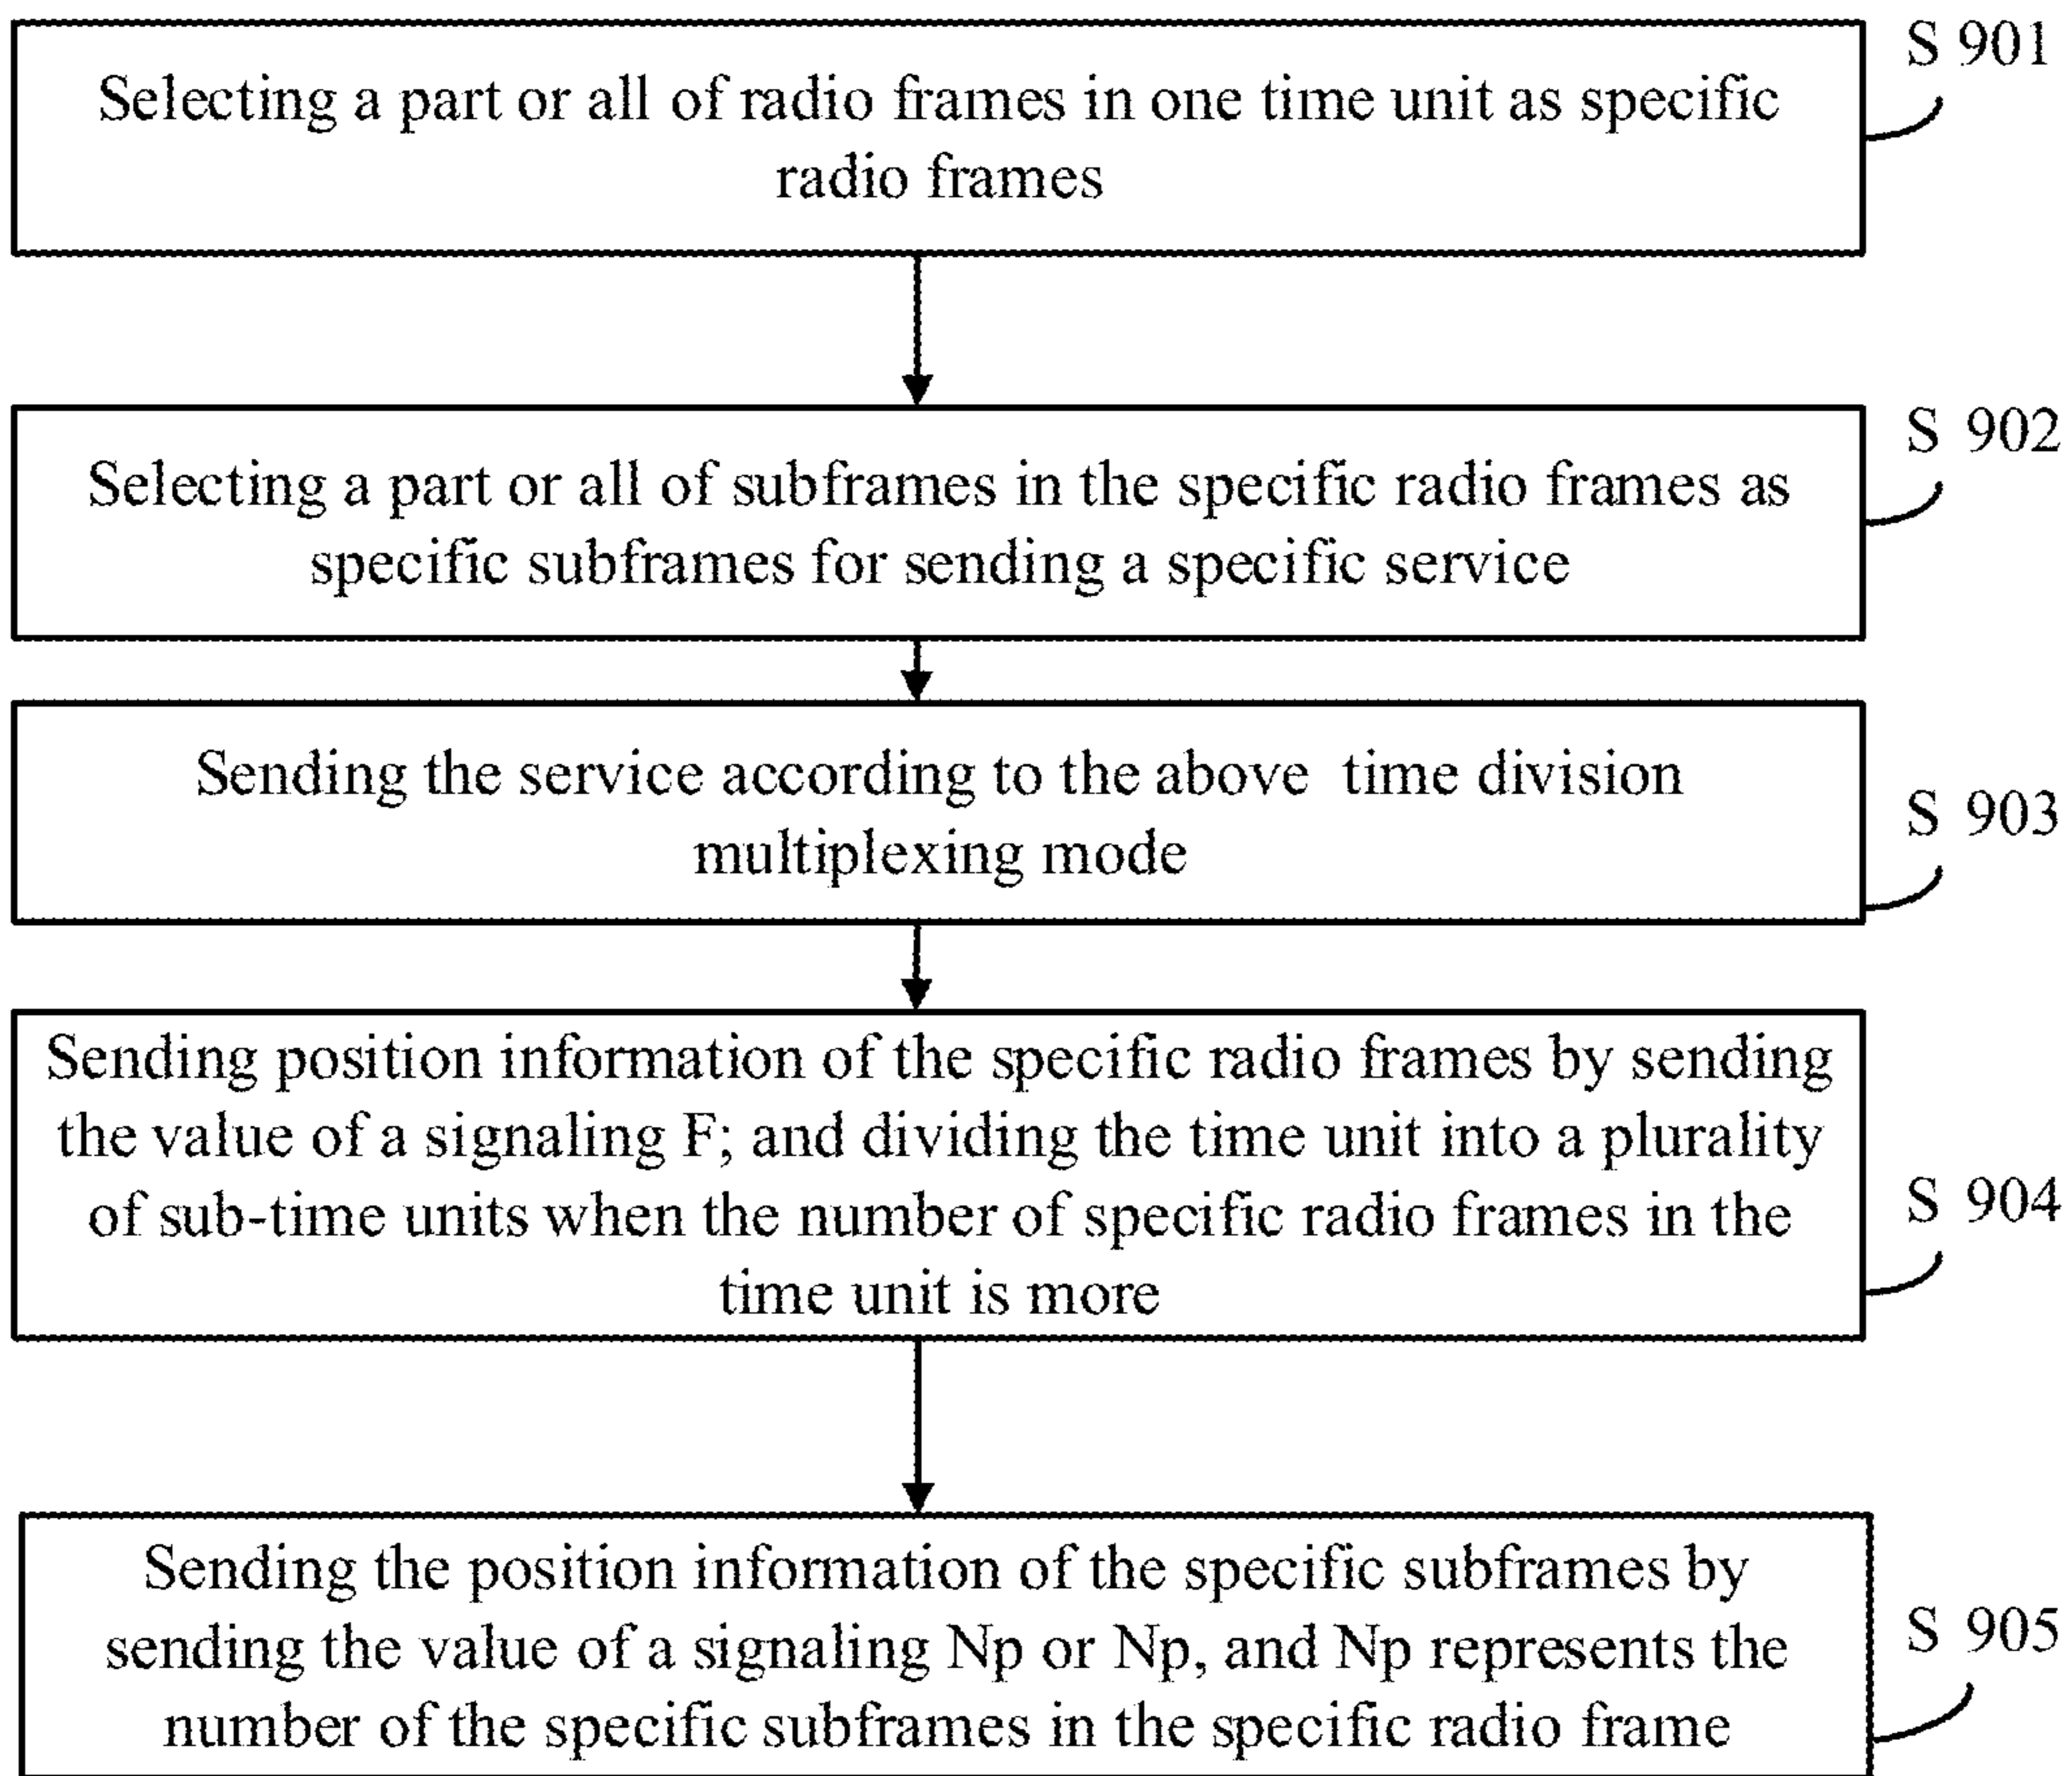 S 901
Selecting a part or all of radio frames in one time unit as specific
radio frames
S 902
Selecting a part or all of subframes in the specific radio frames as
specific subframes for sending a specific service
Sending the service according to the above time division
multiplexing mode
S 903
Sending position information of the specific radio frames by sending
the value of a signaling F; and dividing the time unit into a plurality
of sub-time units when the number of specific radio frames in the
time unit is more
S 904
Sending the position information of the specific subframes by
sending the value of a signaling Np or Np, and Np represents the
number of the specific subframes in the specific radio frame
S 905